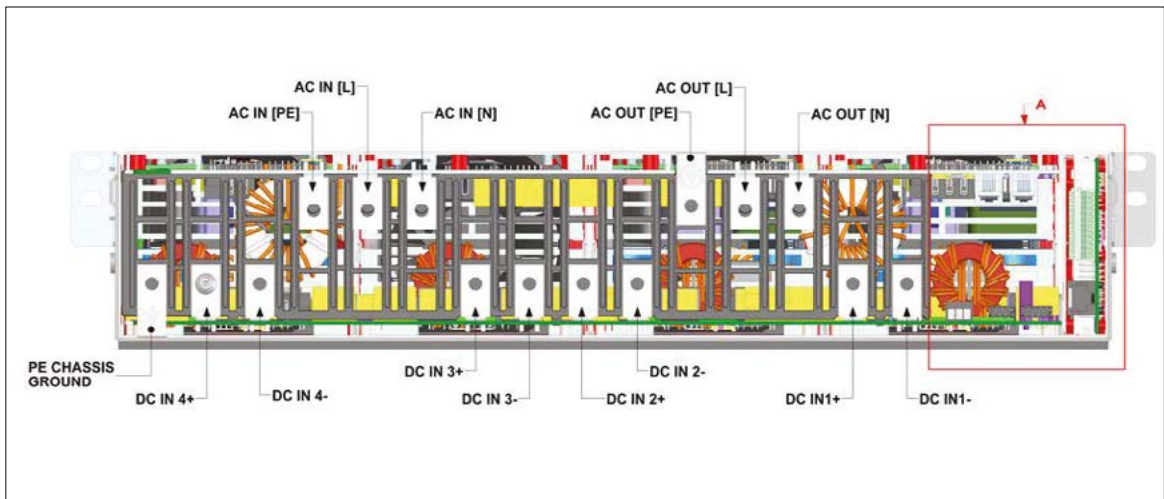 AC IN [L]
AC OUT [L]
AC IN [PE]
AC IN [N]
AC OUT [PE]
AC OUT [N]
A
PE CHASSIS
GROUND
DC IN 4+
DC IN 4-
DC IN 3+
DC IN 3-
DC IN 2+
DC IN 2-
DC IN1+
DC IN1-